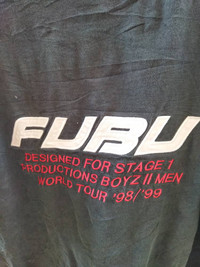 FUBU
DESIGNED FOR STAGE 1
PRODUCTIONS BOYZ II MEN
WORLD TOUR '98/'99